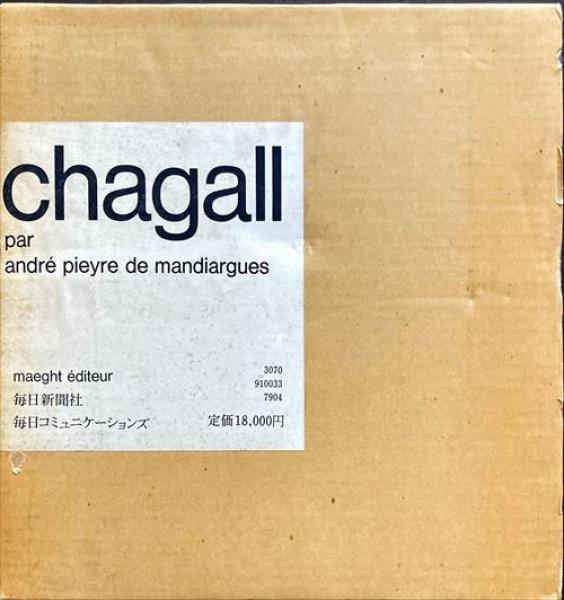 chagall
par
andré pieyre de mandiargues
maeght éditeur
3070
910033
7904
毎日新聞社
毎日コミュニケーションズ
定価18,000円